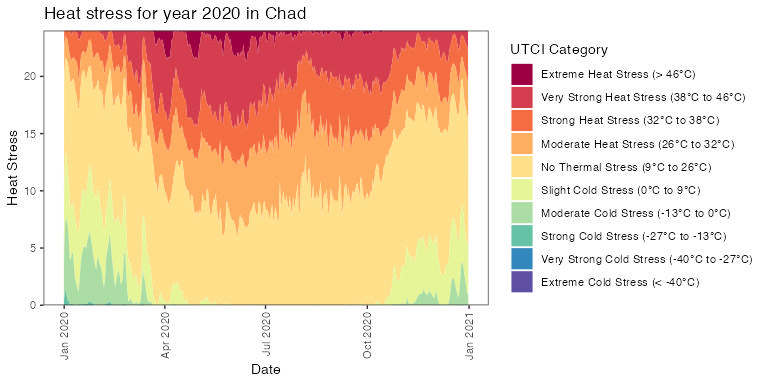 Heat stress for year 2020 in Chad
Heat Stress
20
15
10
5
0
Jan 2020
Apr 2020
Jul 2020
Oct 2020
Jan 2021
Date
UTCI Category
Extreme Heat Stress (> 46°C)
Very Strong Heat Stress (38°C to 46°C)
Strong Heat Stress (32°C to 38°C)
Moderate Heat Stress (26°C to 32°C)
No Thermal Stress (9°C to 26°C)
Slight Cold Stress (0°C to 9°C)
Moderate Cold Stress (-13°C to 0°C)
Strong Cold Stress (-27°C to -13°C)
Very Strong Cold Stress (-40°C to -27°C)
Extreme Cold Stress (< -40°C)